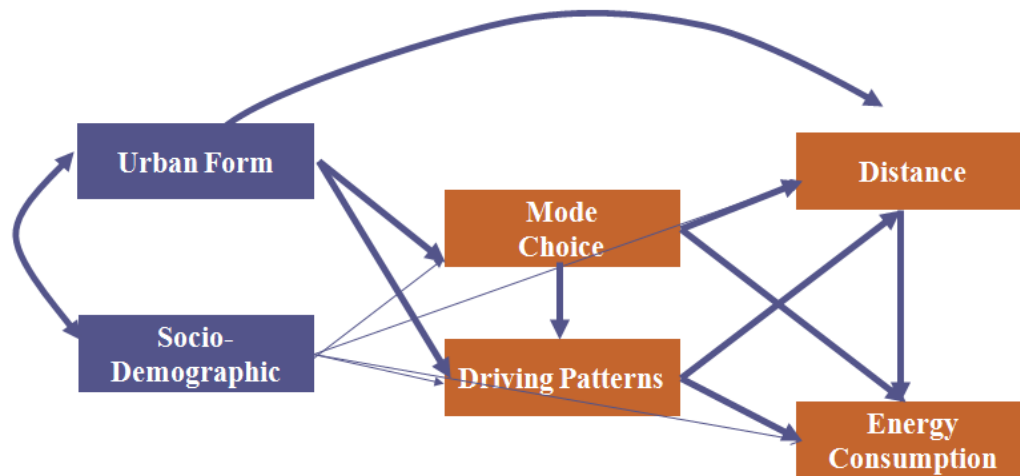 Urban Form
Distance
Mode
Choice
Socio-
Demographic
Driving Patterns
Energy
Consumption